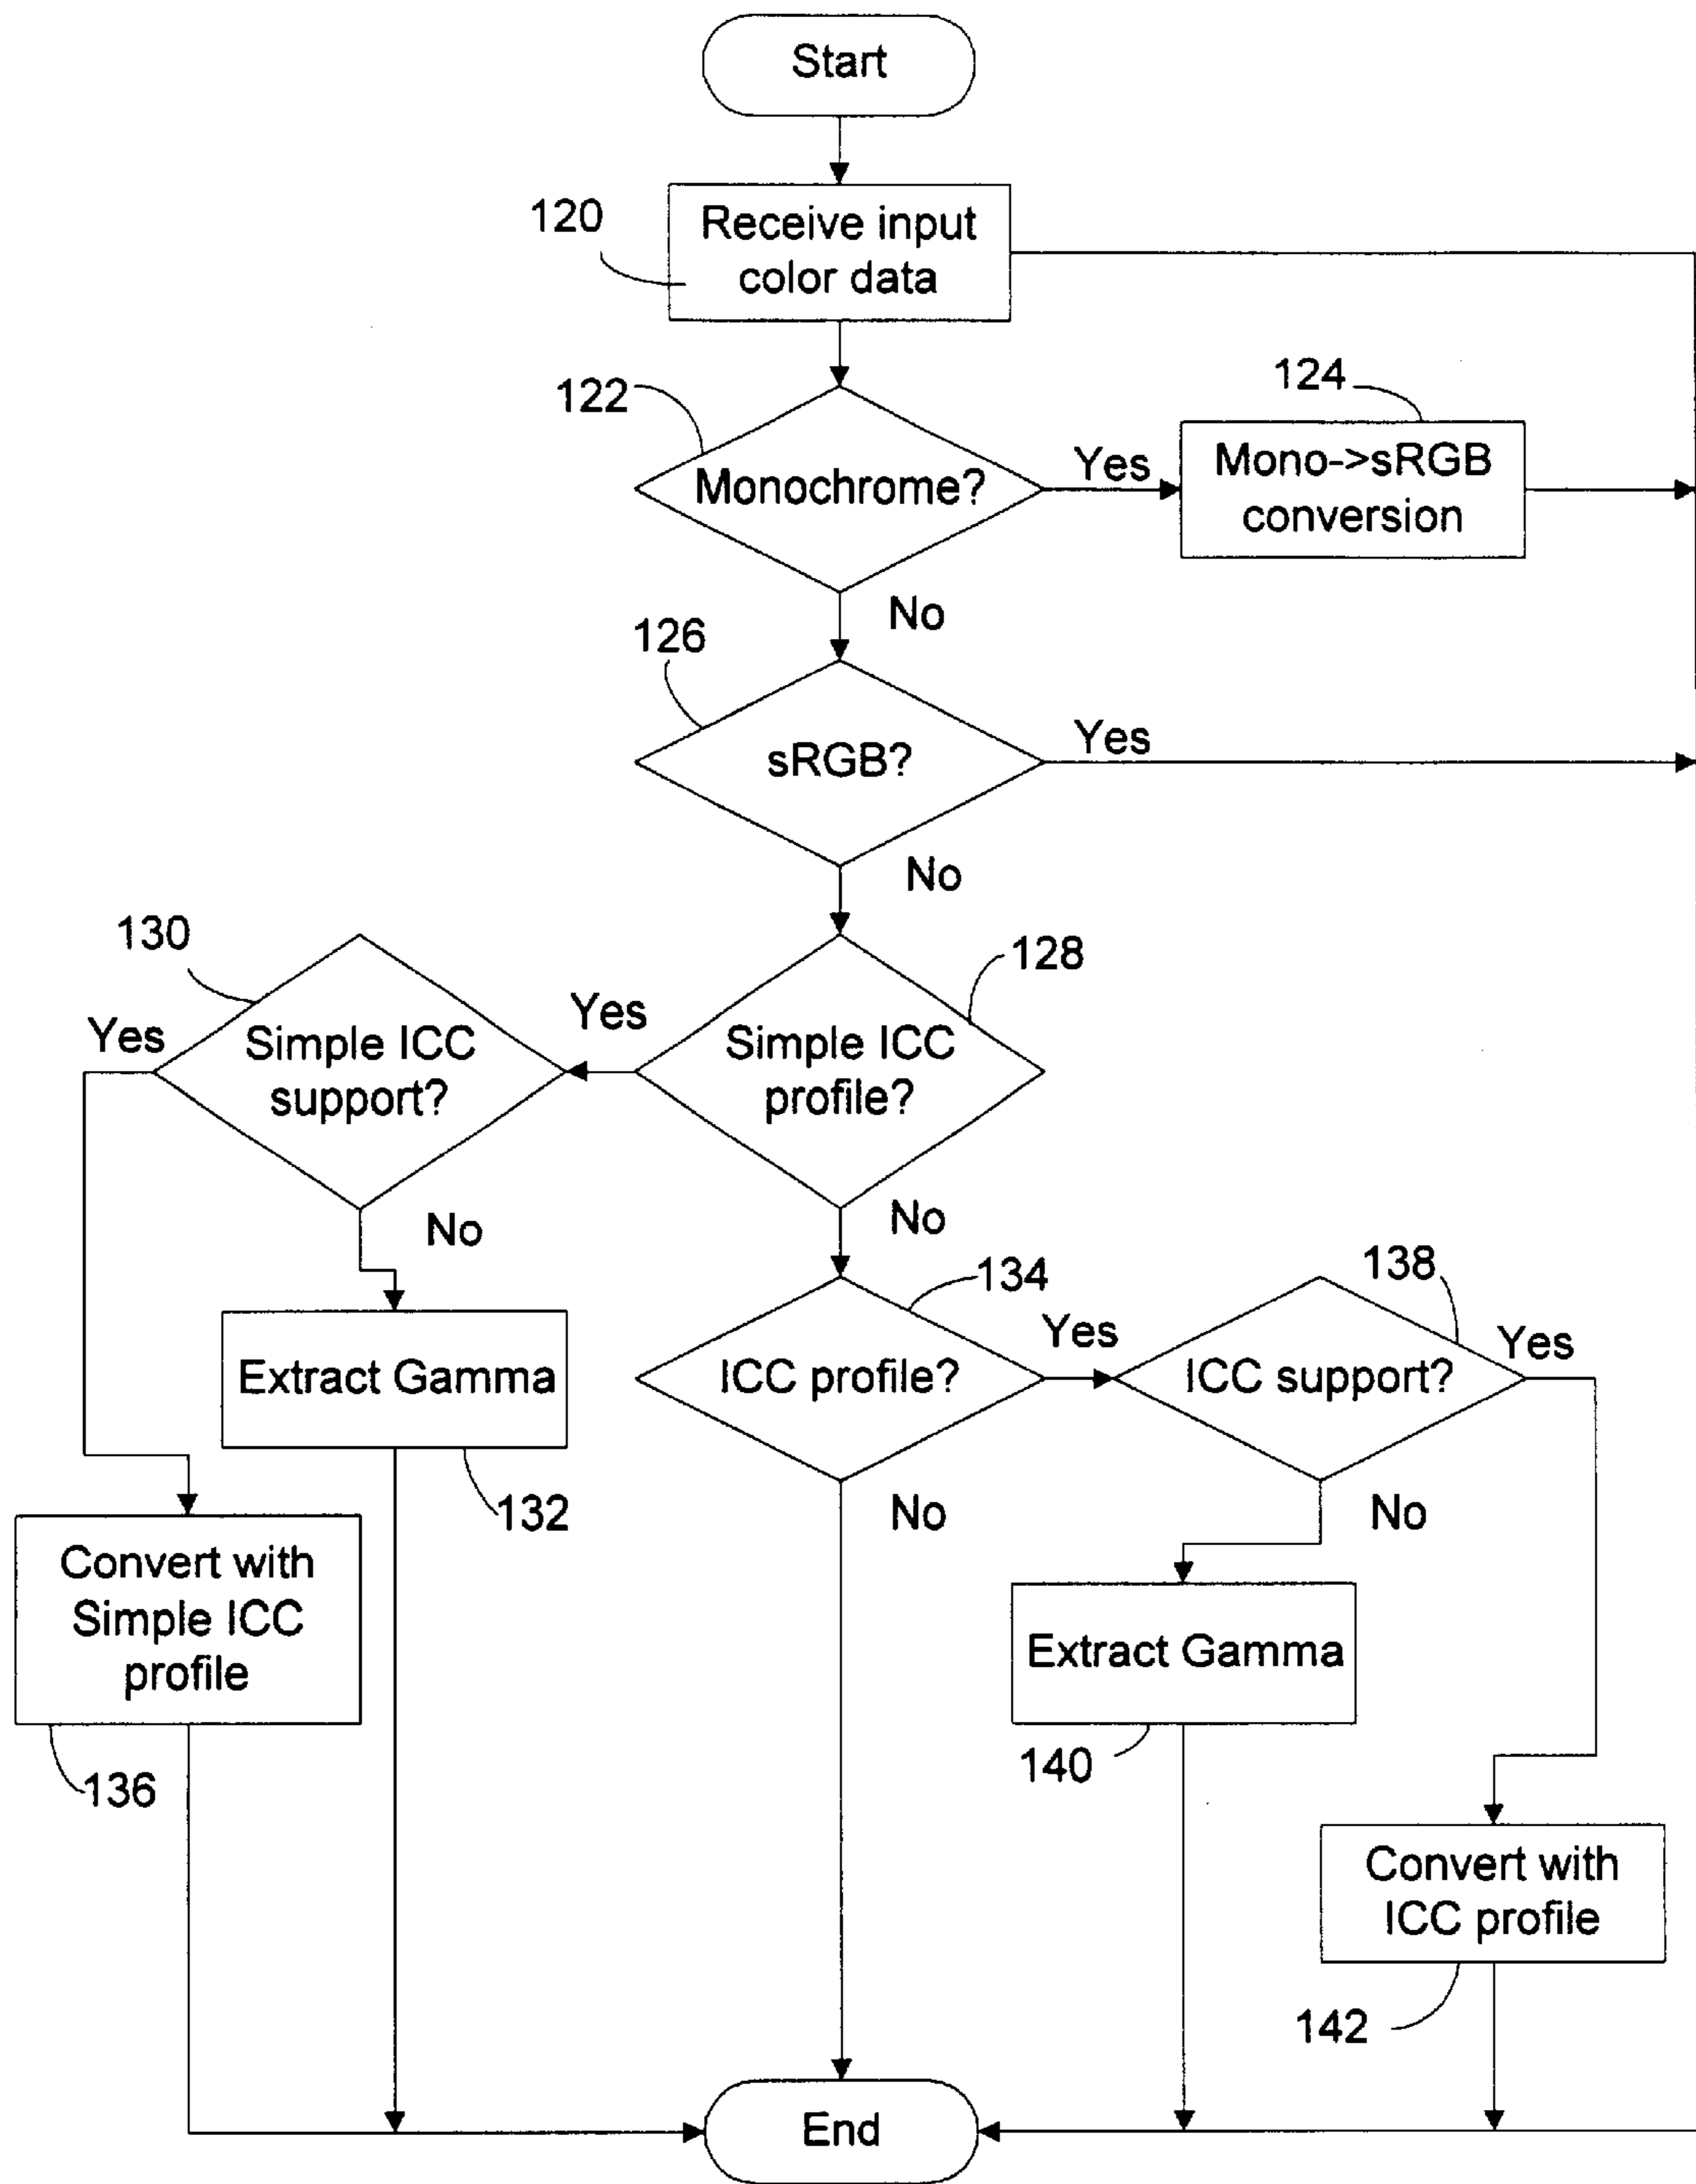 Start
120
Receive input
color data
122
Monochrome?
Yes
124
Mono->sRGB
conversion
No
126
sRGB?
Yes
No
130
128
Yes
Simple ICC
support?
Yes
Simple ICC
profile?
No
No
134
138
Extract Gamma
ICC profile?
Yes
ICC support?
Yes
132
No
No
Convert with
Simple ICC
profile
136
Extract Gamma
140
Convert with
ICC profile
142
End